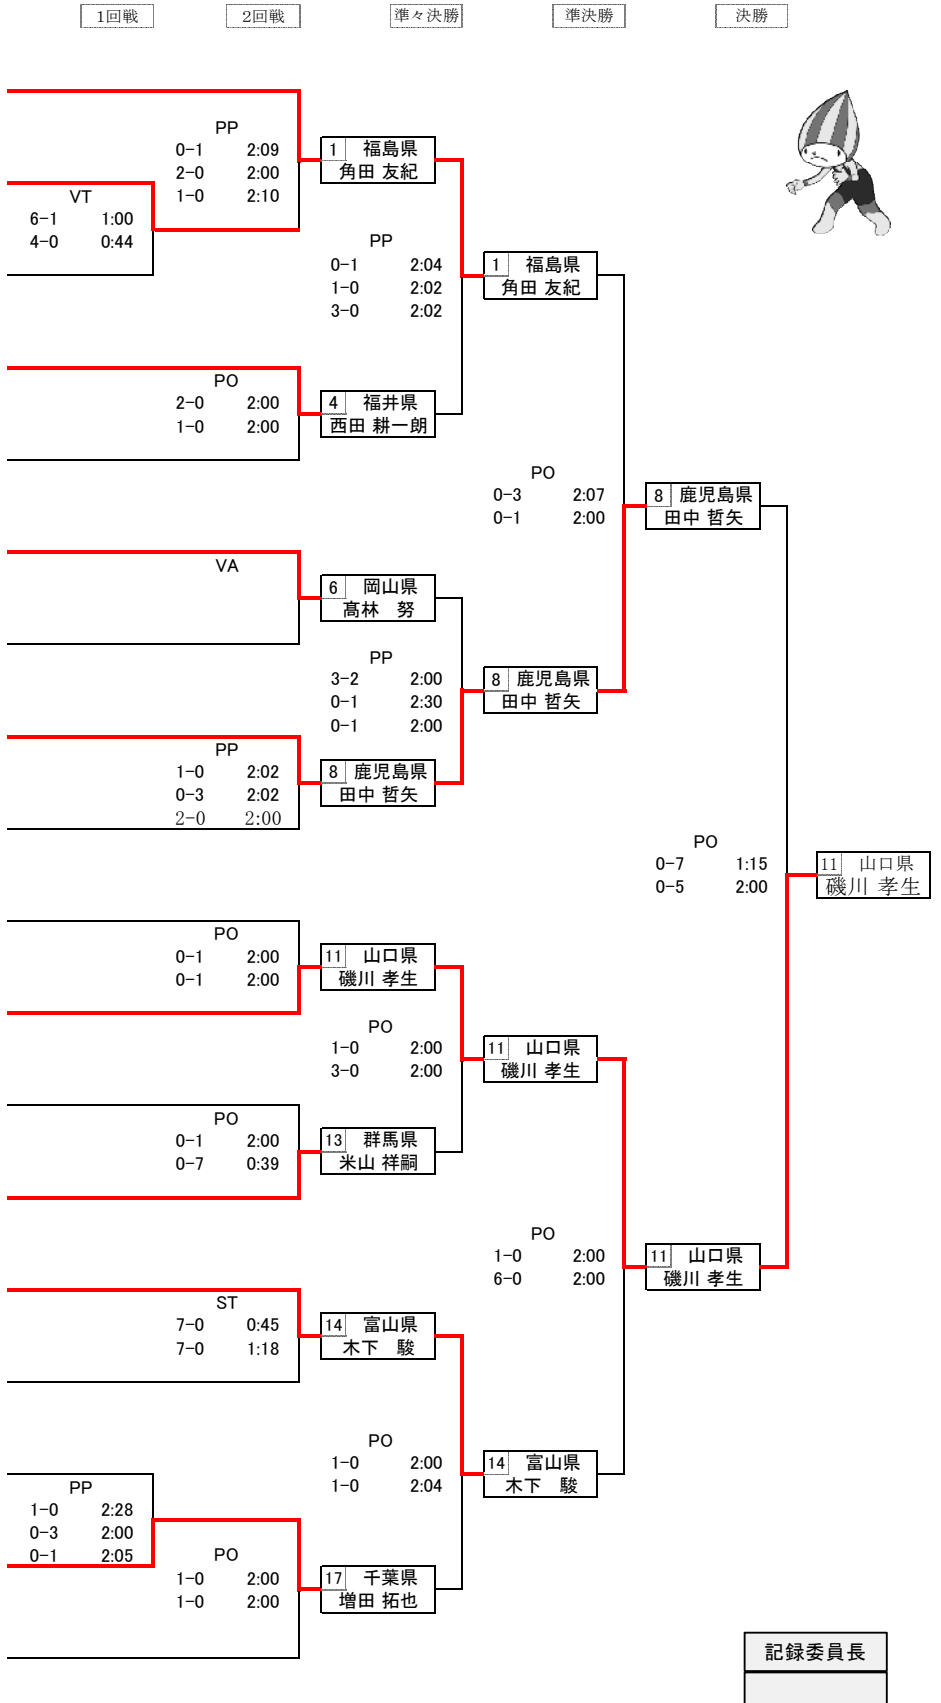 1回戦 2回戦 準々決勝 準決勝 決勝
PP
0-1 2:09
2-0 2:00
1-0 2:10
1 福島県
角田 友紀
VT
6-1 1:00
4-0 0:44
PP
0-1 2:04
1-0 2:02
3-0 2:02
1 福島県
角田 友紀
PO
2-0 2:00
1-0 2:00
4 福井県
西田 耕一朗
PO
0-3 2:07
0-1 2:00
8 鹿児島県
田中 哲矢
VA
6 岡山県
髙林 努
PP
3-2 2:00
0-1 2:30
0-1 2:00
8 鹿児島県
田中 哲矢
PP
1-0 2:02
0-3 2:02
2-0 2:00
8 鹿児島県
田中 哲矢
PO
0-7 1:15
0-5 2:00
11 山口県
磯川 孝生
PO
0-1 2:00
0-1 2:00
11 山口県
磯川 孝生
PO
1-0 2:00
3-0 2:00
11 山口県
磯川 孝生
PO
0-1 2:00
0-7 0:39
13 群馬県
米山 祥嗣
PO
1-0 2:00
6-0 2:00
11 山口県
磯川 孝生
ST
7-0 0:45
7-0 1:18
14 富山県
木下 駿
PO
1-0 2:00
1-0 2:04
14 富山県
木下 駿
PP
1-0 2:28
0-3 2:00
0-1 2:05
PO
1-0 2:00
1-0 2:00
17 千葉県
増田 拓也
記録委員長